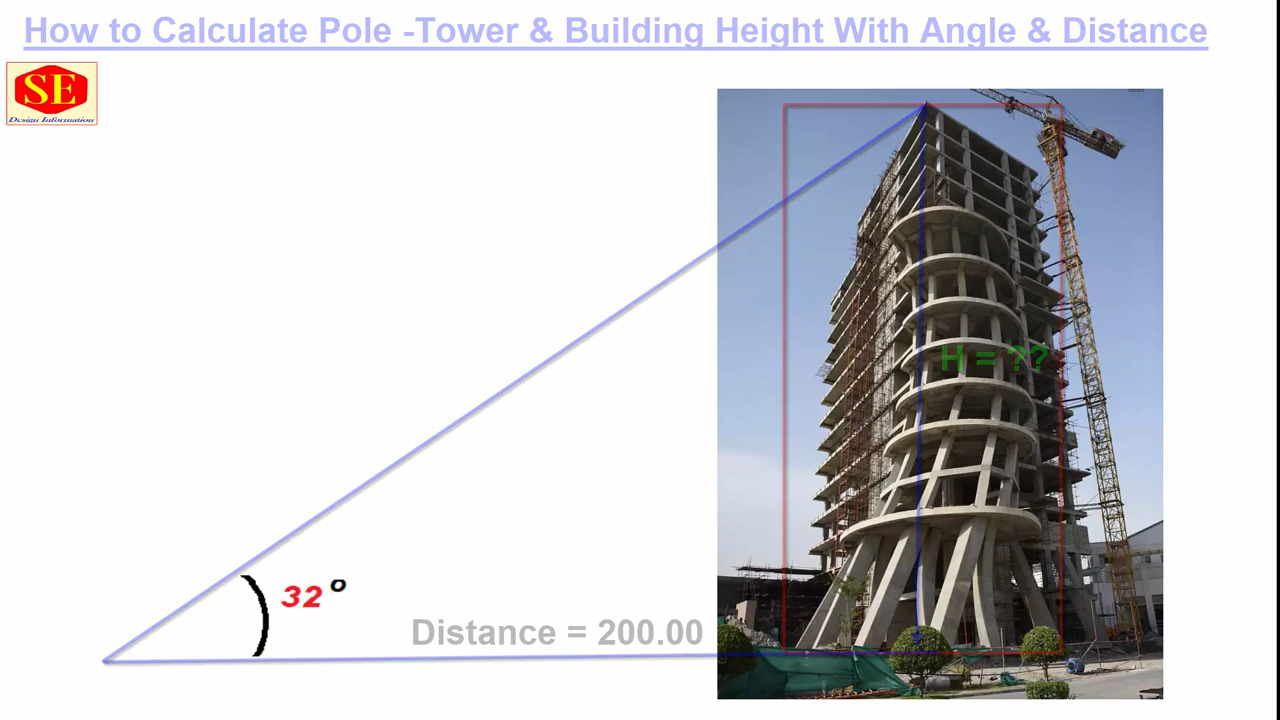 How to Calculate Pole -Tower & Building Height With Angle & Distance
SE
Design Information
H = ??
32 º
Distance = 200.00